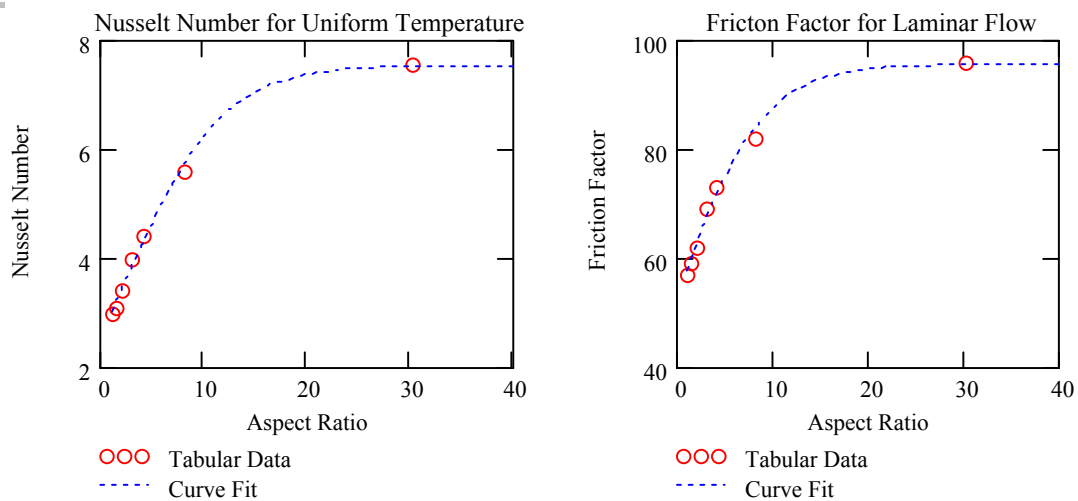 Nusselt Number for Uniform Temperature
8
6
4
2
Nusselt Number
0 10 20 30 40
Aspect Ratio
Tabular Data
Curve Fit
Fricton Factor for Laminar Flow
100
80
60
40
Friction Factor
0 10 20 30 40
Aspect Ratio
Tabular Data
Curve Fit